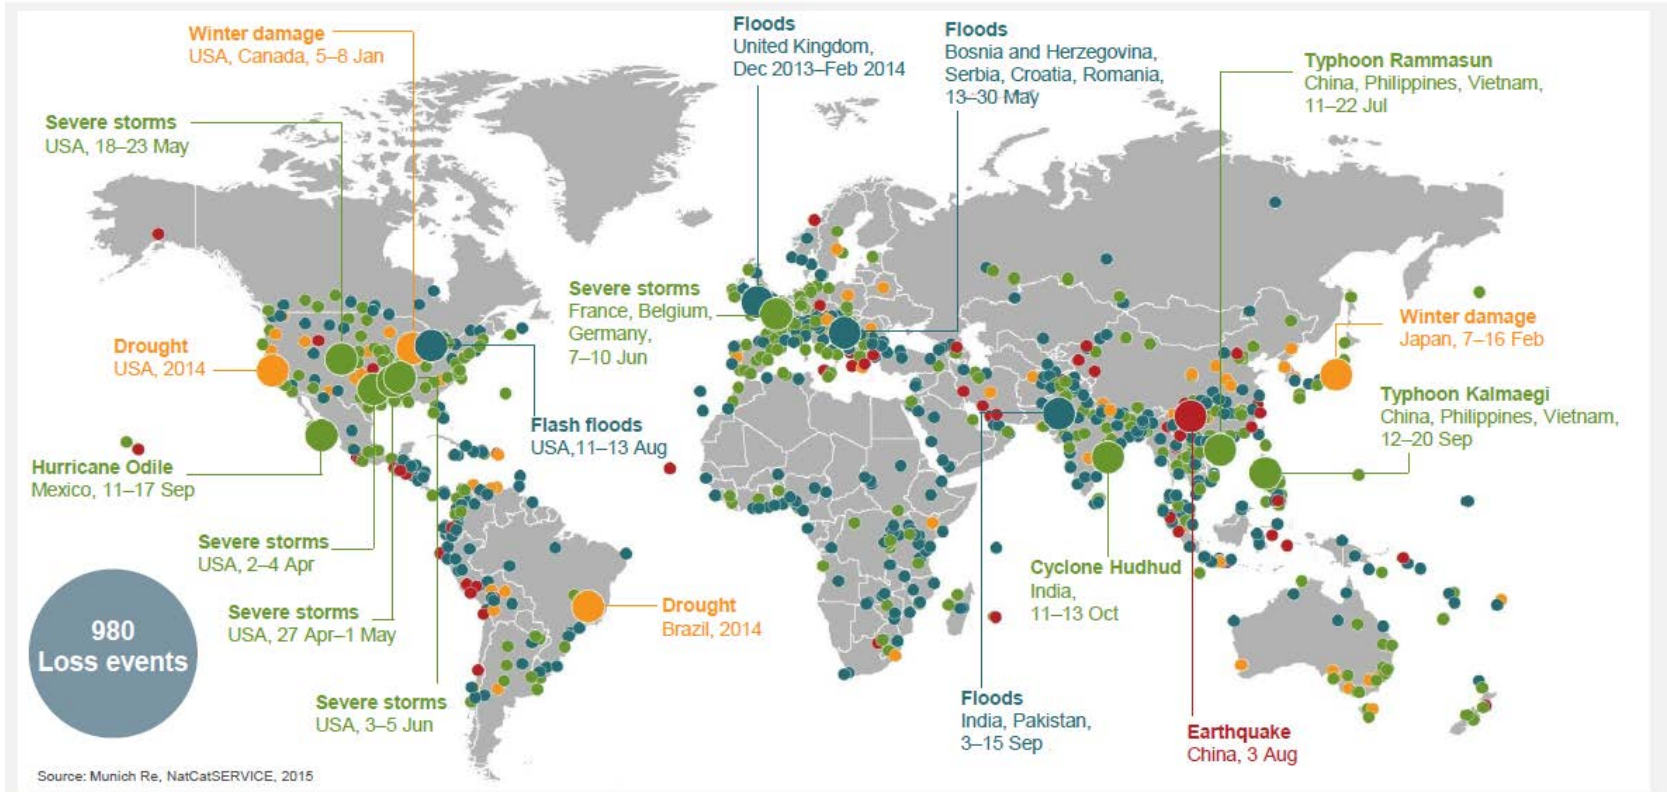 Winter damage
USA, Canada, 5–8 Jan
Floods
United Kingdom,
Dec 2013–Feb 2014
Floods
Bosnia and Herzegovina,
Serbia, Croatia, Romania,
13–30 May
Typhoon Rammasun
China, Philippines, Vietnam,
11–22 Jul
Severe storms
USA, 18–23 May
Severe storms
France, Belgium,
Germany,
7–10 Jun
Winter damage
Japan, 7–16 Feb
Drought
USA, 2014
Typhoon Kalmaegi
China, Philippines, Vietnam,
12–20 Sep
Flash floods
USA,11–13 Aug
Hurricane Odile
Mexico, 11–17 Sep
Severe storms
USA, 2–4 Apr
Cyclone Hudhud
India,
11–13 Oct
Severe storms
USA, 27 Apr–1 May
Drought
Brazil, 2014
980
Loss events
Severe storms
USA, 3–5 Jun
Floods
India, Pakistan,
3–15 Sep
Earthquake
China, 3 Aug
Source: Munich Re, NatCatSERVICE, 2015